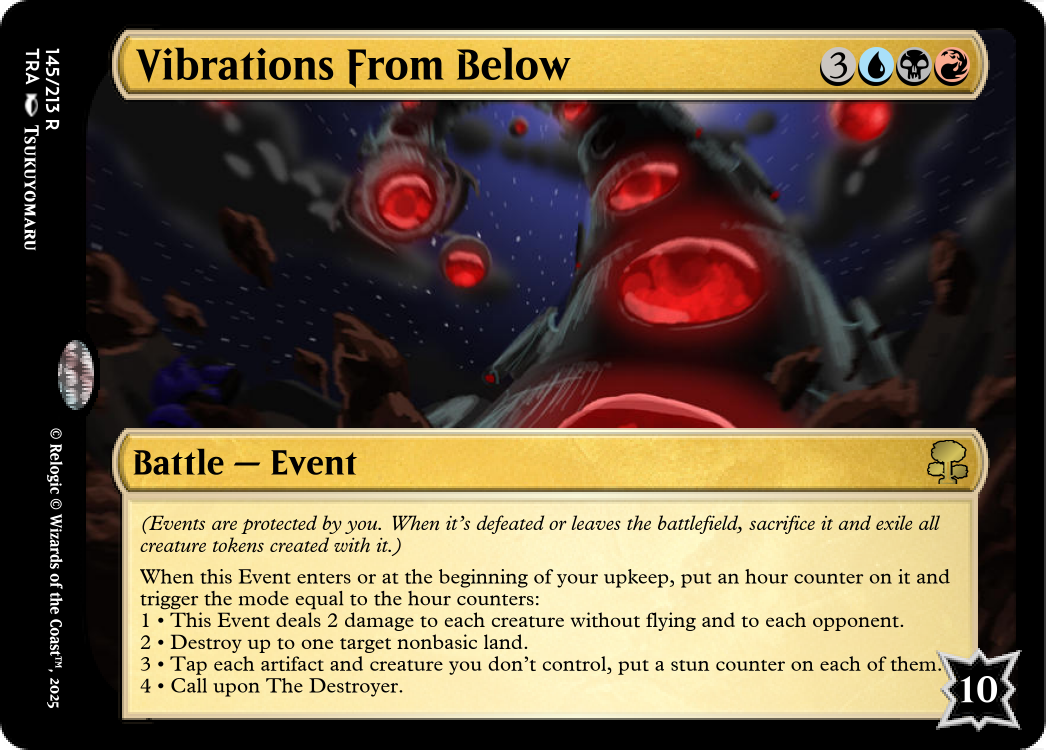 Vibrations From Below
3
145/213 R
TRA Tsukuyomaru
© Relogic © Wizards of the Coast™, 2025
Battle — Event
(Events are protected by you. When it's defeated or leaves the battlefield, sacrifice it and exile all
creature tokens created with it.)
When this Event enters or at the beginning of your upkeep, put an hour counter on it and
trigger the mode equal to the hour counters:
1 • This Event deals 2 damage to each creature without flying and to each opponent.
2 • Destroy up to one target nonbasic land.
3 • Tap each artifact and creature you don't control, put a stun counter on each of them.
4 • Call upon The Destroyer.
10